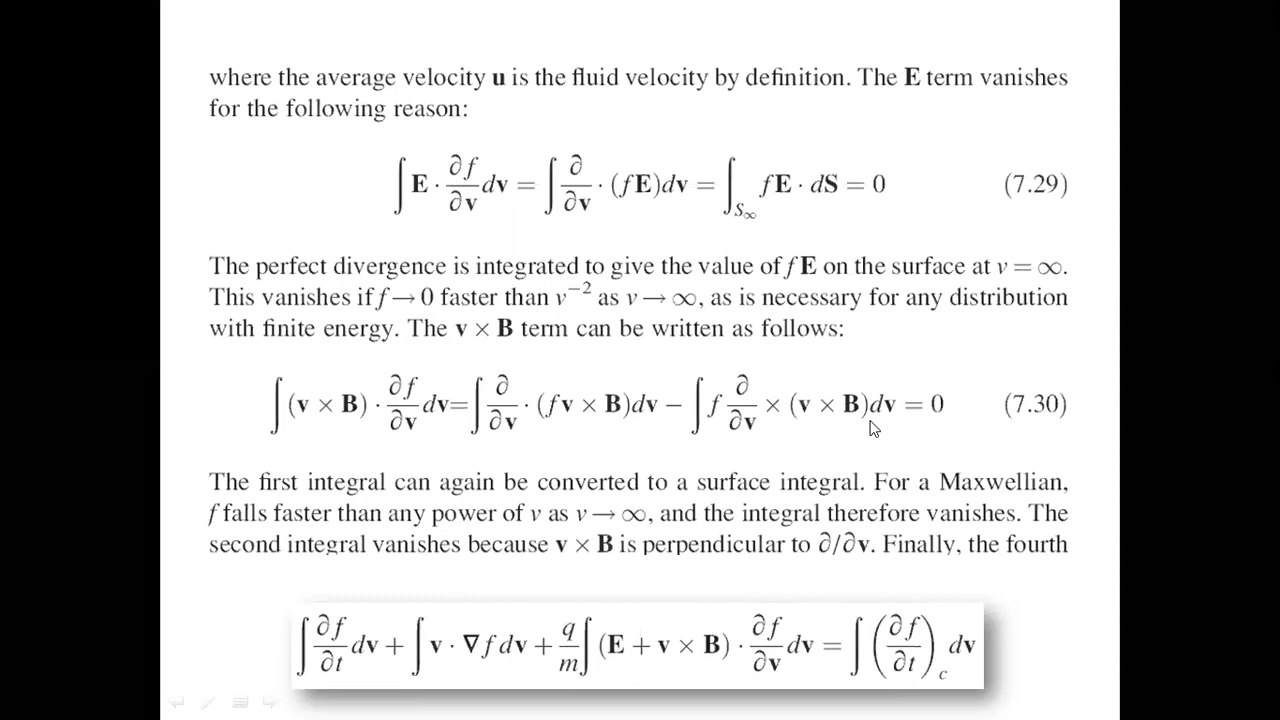 where the average velocity u is the fluid velocity by definition. The E term vanishes
for the following reason:
∫ E · ∂f/∂v dv = ∫ ∂/∂v · (fE)dv = ∫_S∞ fE · dS = 0 (7.29)
The perfect divergence is integrated to give the value of fE on the surface at v = ∞.
This vanishes if f → 0 faster than v⁻² as v → ∞, as is necessary for any distribution
with finite energy. The v × B term can be written as follows:
∫ (v × B) · ∂f/∂v dv = ∫ ∂/∂v · (fv × B)dv − ∫ f ∂/∂v × (v × B)dv = 0 (7.30)
The first integral can again be converted to a surface integral. For a Maxwellian,
f falls faster than any power of v as v → ∞, and the integral therefore vanishes. The
second integral vanishes because v × B is perpendicular to ∂/∂v. Finally, the fourth
∫ ∂f/∂t dv + ∫ v · ∇f dv + q/m ∫ (E + v × B) · ∂f/∂v dv = ∫ (∂f/∂t)_c dv